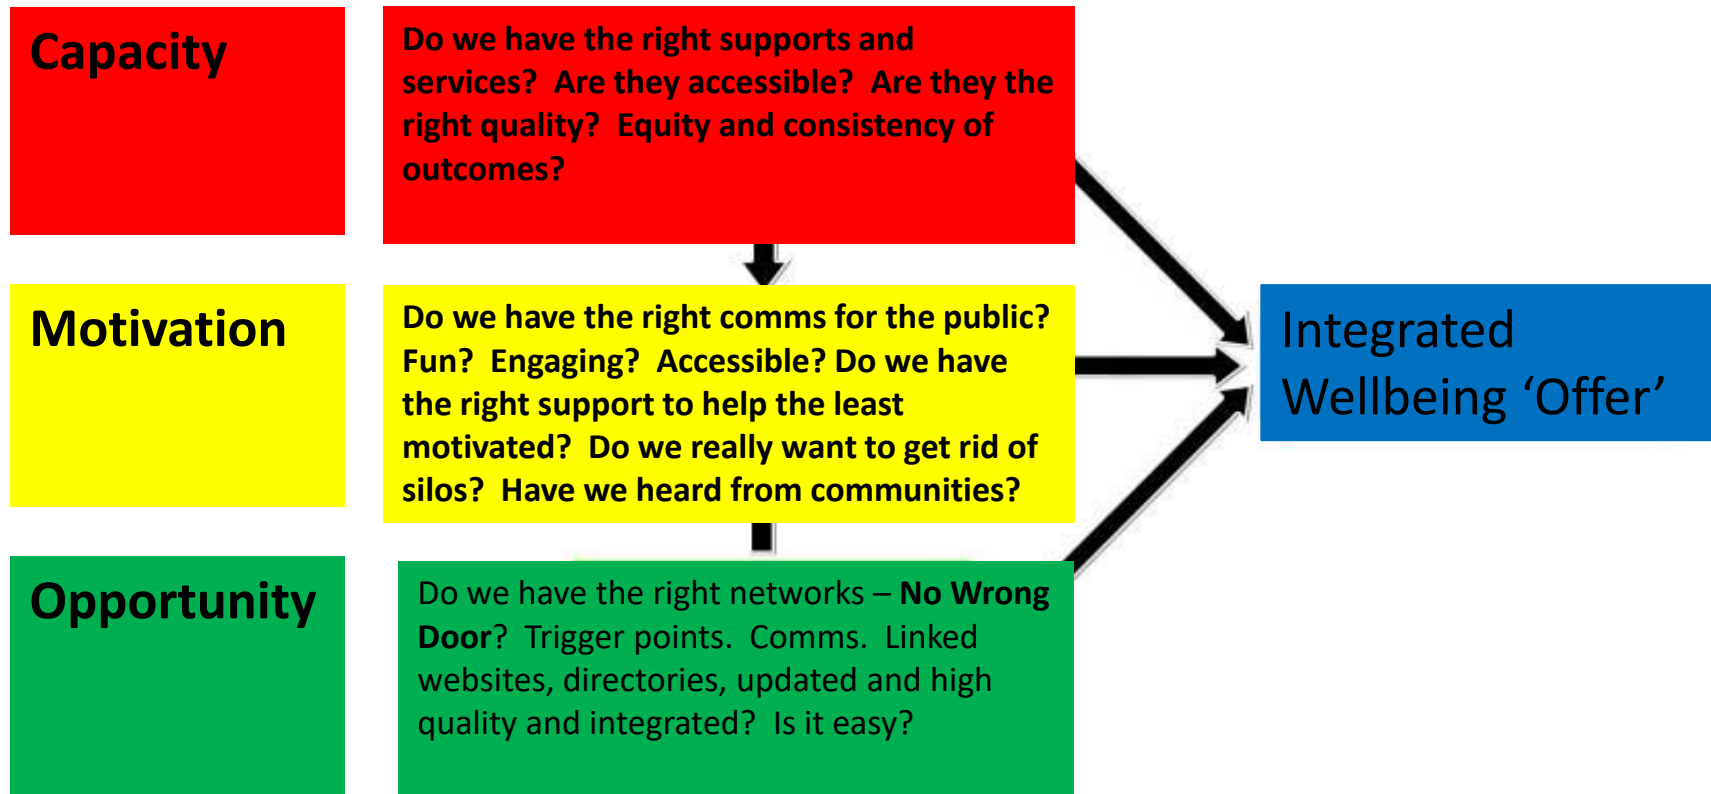 Capacity
Do we have the right supports and
services?  Are they accessible?  Are they the
right quality?  Equity and consistency of
outcomes?
Motivation
Do we have the right comms for the public?
Fun?  Engaging?  Accessible? Do we have
the right support to help the least
motivated?  Do we really want to get rid of
silos?  Have we heard from communities?
Integrated
Wellbeing ‘Offer’
Opportunity
Do we have the right networks – No Wrong
Door?  Trigger points.  Comms.  Linked
websites, directories, updated and high
quality and integrated?  Is it easy?